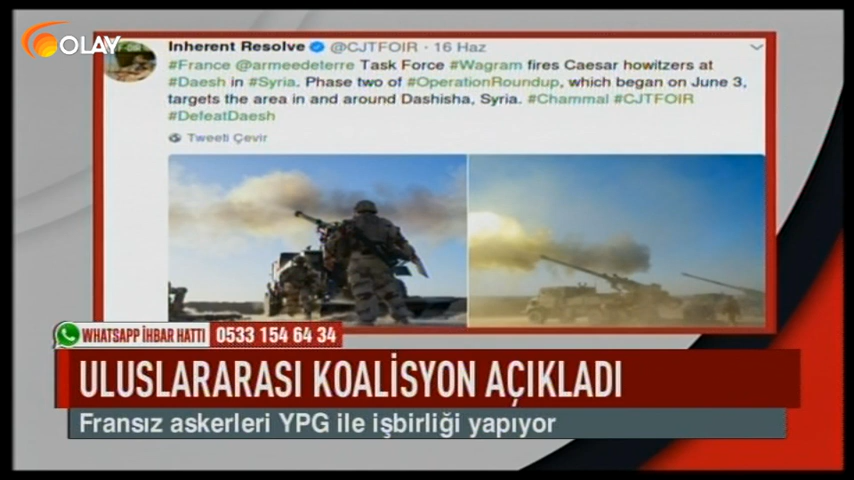 OLAY
Inherent Resolve @CJTFOIR · 16 Haz
#France @armeedeterre Task Force #Wagram fires Caesar howitzers at
#Daesh in #Syria. Phase two of #OperationRoundup, which began on June 3,
targets the area in and around Dashisha, Syria. #Chammal #CJTFOIR
#DefeatDaesh
Tweeti Çevir
WHATSAPP İHBAR HATTI 0533 154 64 34
ULUSLARARASI KOALİSYON AÇIKLADI
Fransız askerleri YPG ile işbirliği yapıyor